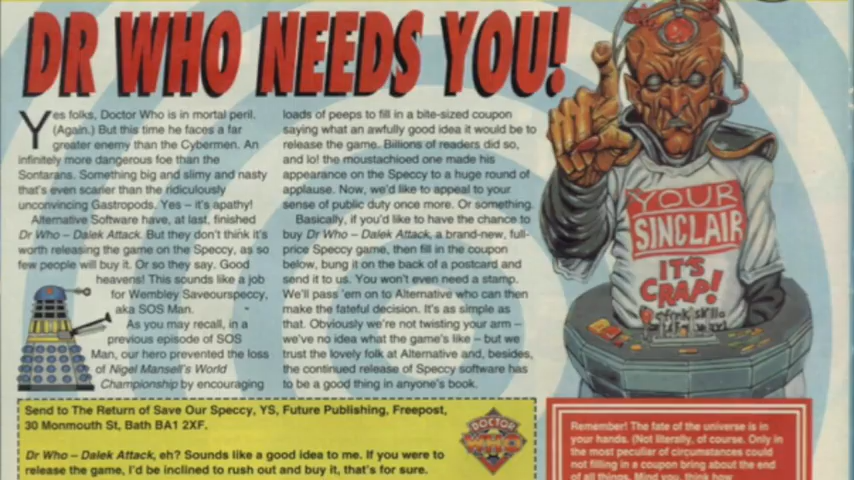 DR WHO NEEDS YOU!
Yes folks, Doctor Who is in mortal peril.
(Again.) But this time he faces a far
greater enemy than the Cybermen. An
infinitely more dangerous foe than the
Sontarans. Something big and slimy and nasty
that's even scarier than the ridiculously
unconvincing Gastropods. Yes – it's apathy!
Alternative Software have, at last, finished
Dr Who – Dalek Attack. But they don't think it's
worth releasing the game on the Speccy, as so
few people will buy it. Or so they say. Good
heavens! This sounds like a job
for Wembley Saveourspeccy,
aka SOS Man.
As you may recall, in a
previous episode of SOS
Man, our hero prevented the loss
of Nigel Mansell's World
Championship by encouraging
loads of peeps to fill in a bite-sized coupon
saying what an awfully good idea it would be to
release the game. Billions of readers did so,
and lo! the moustachioed one made his
appearance on the Speccy to a huge round of
applause. Now, we'd like to appeal to your
sense of public duty once more. Or something.
Basically, if you'd like to have the chance to
buy Dr Who – Dalek Attack, a brand-new, full-
price Speccy game, then fill in the coupon
below, bung it on the back of a postcard and
send it to us. You won't even need a stamp.
We'll pass 'em on to Alternative who can then
make the fateful decision. It's as simple as
that. Obviously we're not twisting your arm –
we've no idea what the game's like – but we
trust the lovely folk at Alternative and, besides,
the continued release of Speccy software has
to be a good thing in anyone's book.
YOUR
SINCLAIR
IT'S
CRAP!
Send to The Return of Save Our Speccy, YS, Future Publishing, Freepost,
30 Monmouth St, Bath BA1 2XF.
Dr Who – Dalek Attack, eh? Sounds like a good idea to me. If you were to
release the game, I'd be inclined to rush out and buy it, that's for sure.
DOCTOR
WHO
Remember! The fate of the universe is in
your hands. (Not literally, of course. Only in
the most peculiar of circumstances could
not filling in a coupon bring about the end
of all things. Mind you, think how